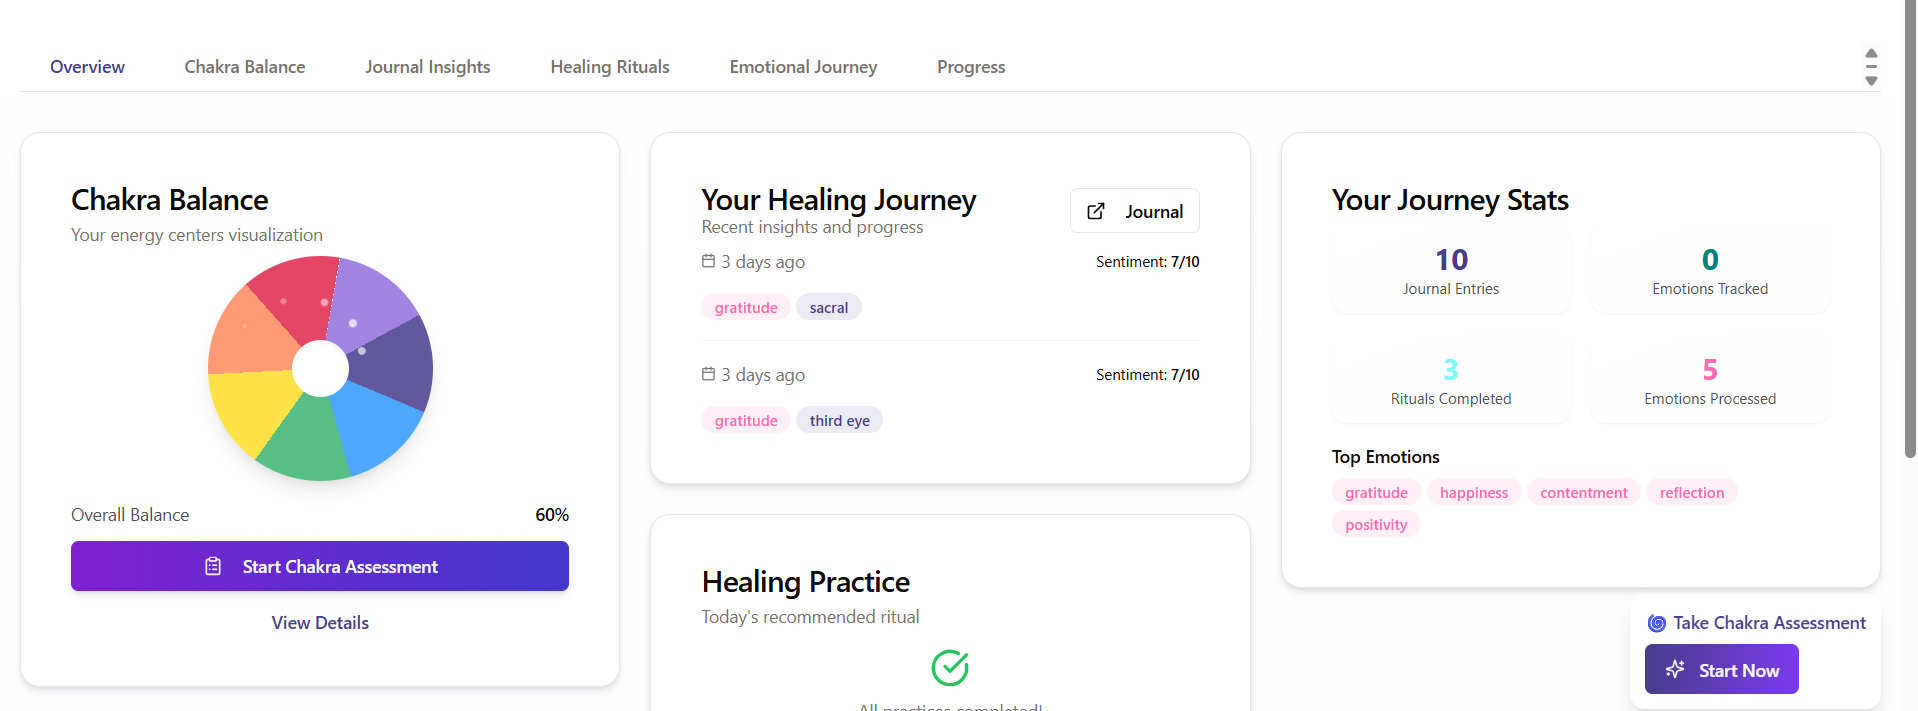 Overview Chakra Balance Journal Insights Healing Rituals Emotional Journey Progress
Chakra Balance
Your energy centers visualization
Overall Balance 60%
Start Chakra Assessment
View Details
Your Healing Journey
Journal
Recent insights and progress
3 days ago Sentiment: 7/10
gratitude sacral
3 days ago Sentiment: 7/10
gratitude third eye
Healing Practice
Today's recommended ritual
All practices completed!
Your Journey Stats
10 0
Journal Entries Emotions Tracked
3 5
Rituals Completed Emotions Processed
Top Emotions
gratitude happiness contentment reflection
positivity
Take Chakra Assessment
Start Now